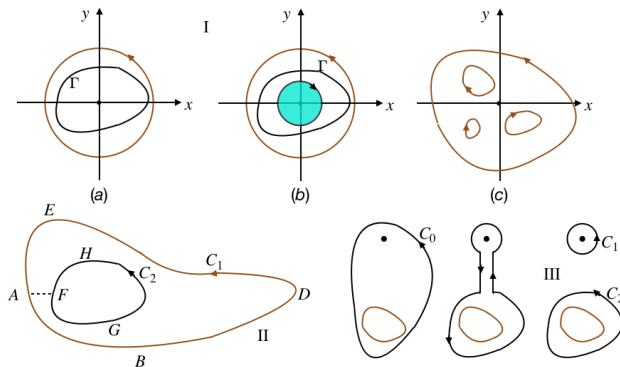 y
I
y
Γ
Γ
x
x
x
(a)
(b)
(c)
E
H
C₂
C₁
A
F
D
G
II
B
C₀
C₁
III
C₂